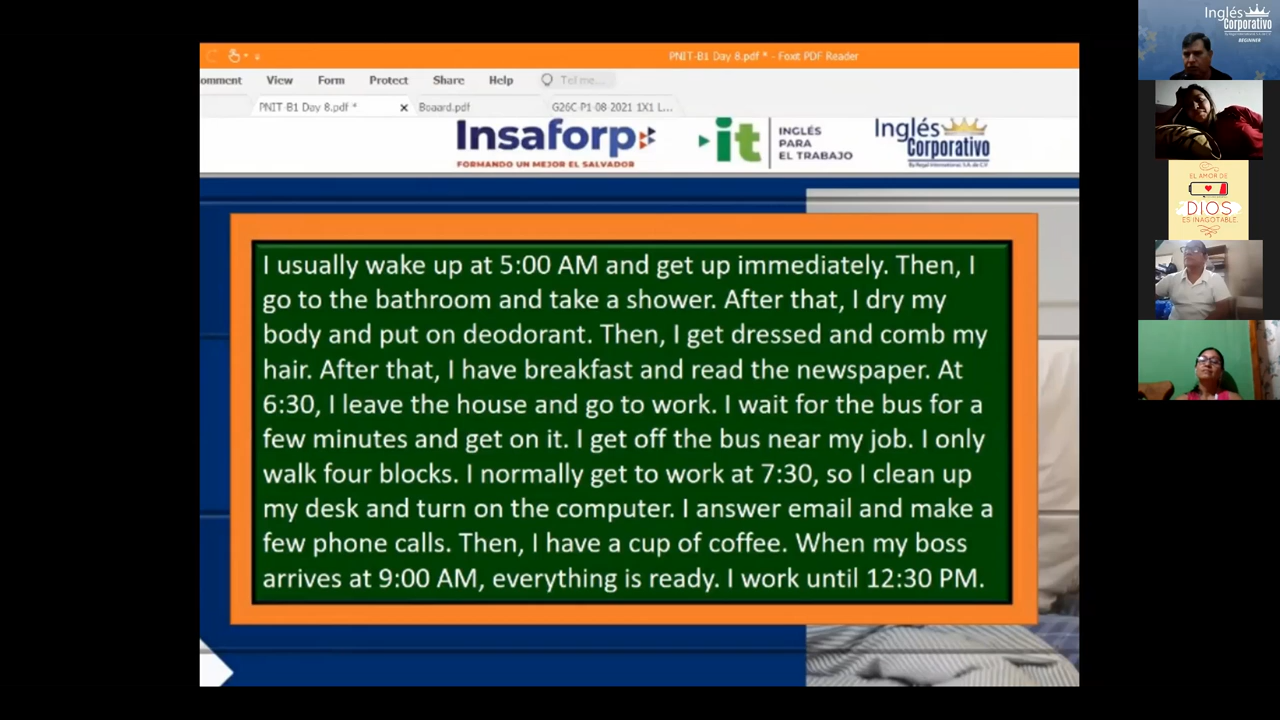 PNIT-B1 Day 8.pdf * - Foxit PDF Reader
omment View Form Protect Share Help Tell me...
PNIT-B1 Day 8.pdf * × Boaard.pdf G26C P1 08 2021 1X1 L...
Insaforp
FORMANDO UN MEJOR EL SALVADOR
it
INGLÉS
PARA
EL TRABAJO
Inglés
Corporativo
I usually wake up at 5:00 AM and get up immediately. Then, I
go to the bathroom and take a shower. After that, I dry my
body and put on deodorant. Then, I get dressed and comb my
hair. After that, I have breakfast and read the newspaper. At
6:30, I leave the house and go to work. I wait for the bus for a
few minutes and get on it. I get off the bus near my job. I only
walk four blocks. I normally get to work at 7:30, so I clean up
my desk and turn on the computer. I answer email and make a
few phone calls. Then, I have a cup of coffee. When my boss
arrives at 9:00 AM, everything is ready. I work until 12:30 PM.
Inglés
Corporativo
BEGINNER
EL AMOR DE
DIOS
ES INAGOTABLE.